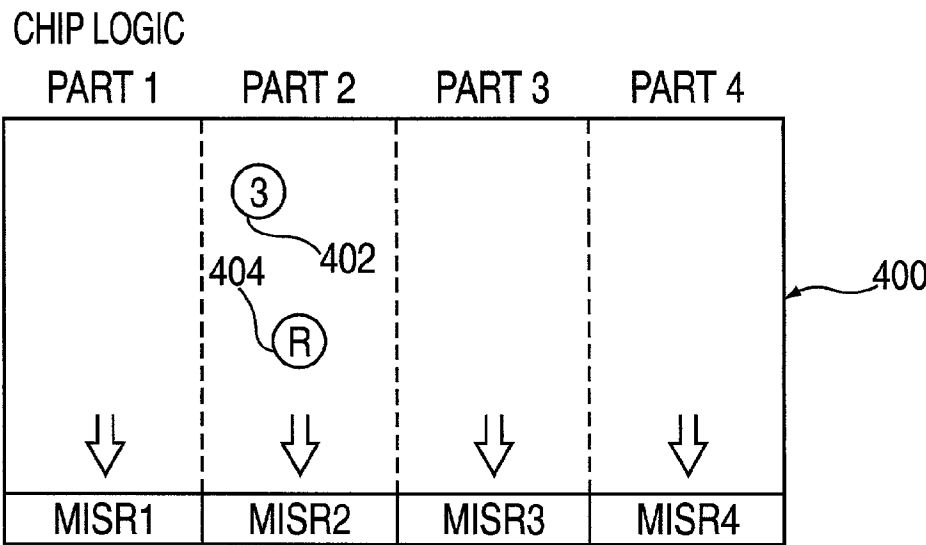 CHIP LOGIC
PART 1 PART 2 PART 3 PART 4
3
402
404
400
R
MISR1 MISR2 MISR3 MISR4